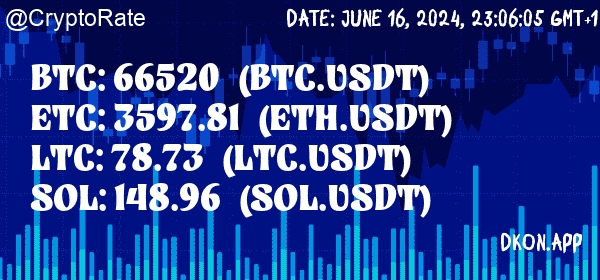 @CryptoRate
DATE: JUNE 16, 2024, 23:06:05 GMT+1
BTC: 66520 (BTC.USDT)
ETC: 3597.81 (ETH.USDT)
LTC: 78.73 (LTC.USDT)
SOL: 148.96 (SOL.USDT)
DKON.APP